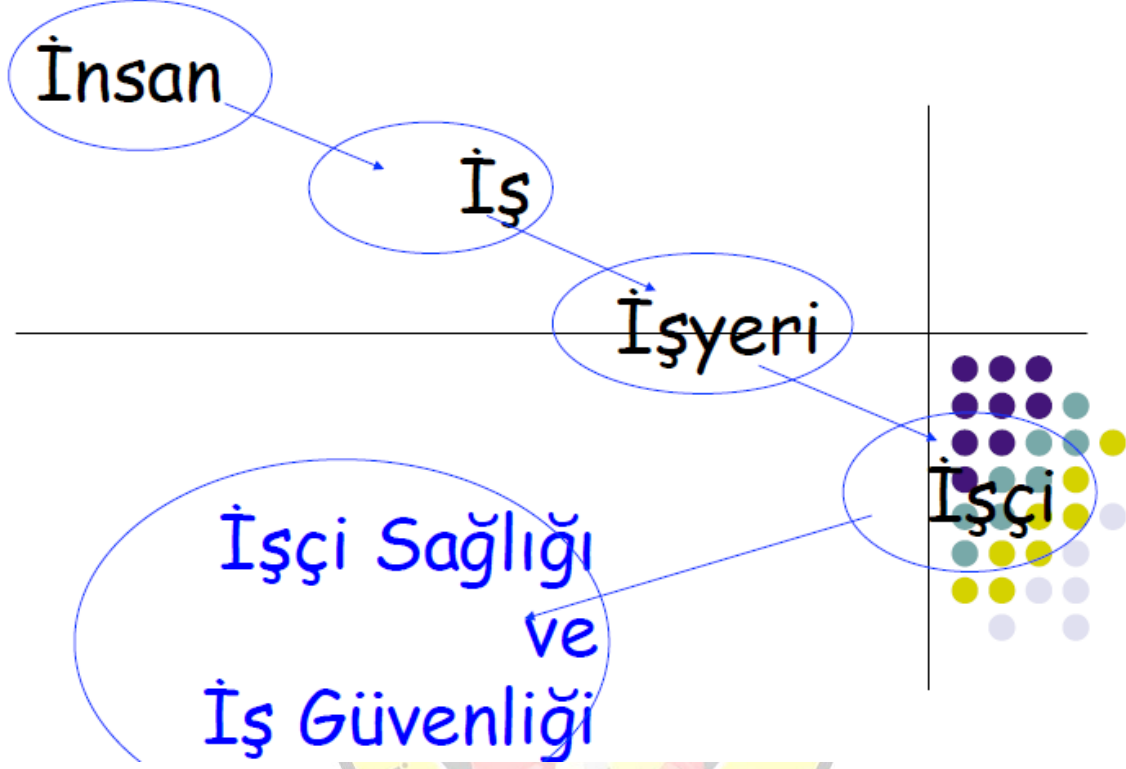 İnsan
İş
İşyeri
İşçi
İşçi Sağlığı
ve
İş Güvenliği